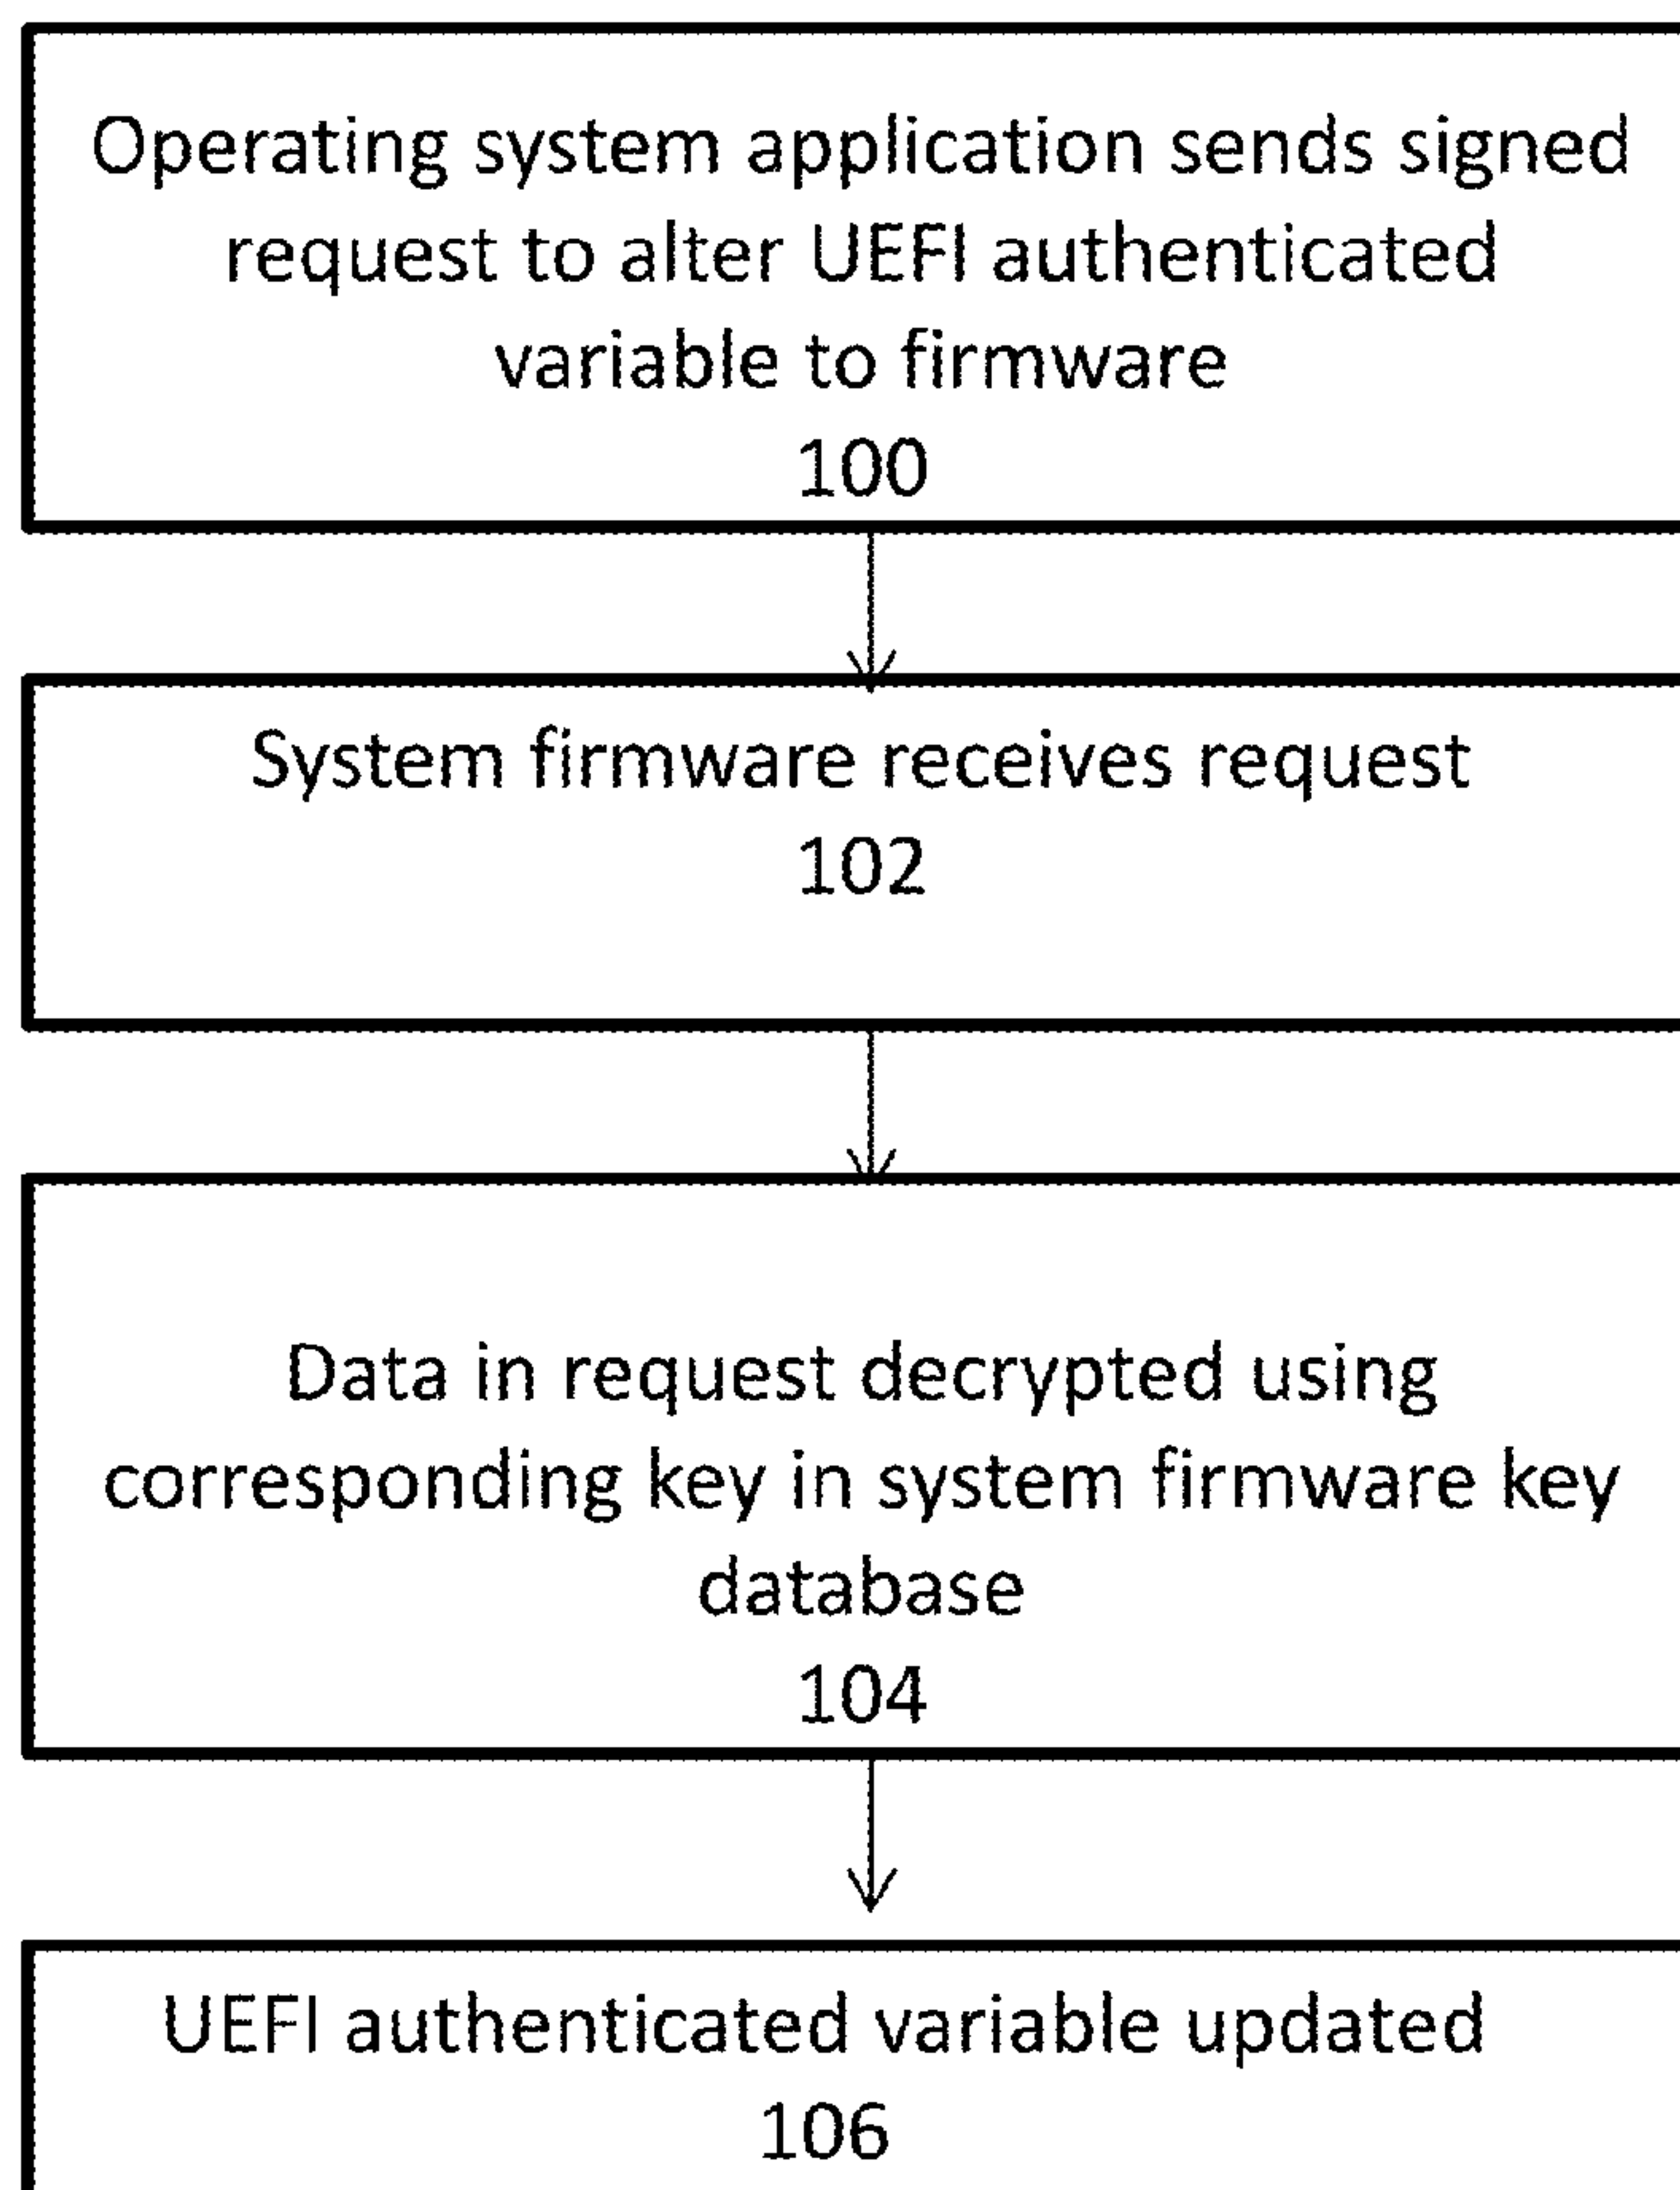 Operating system application sends signed
request to alter UEFI authenticated
variable to firmware
100
System firmware receives request
102
Data in request decrypted using
corresponding key in system firmware key
database
104
UEFI authenticated variable updated
106